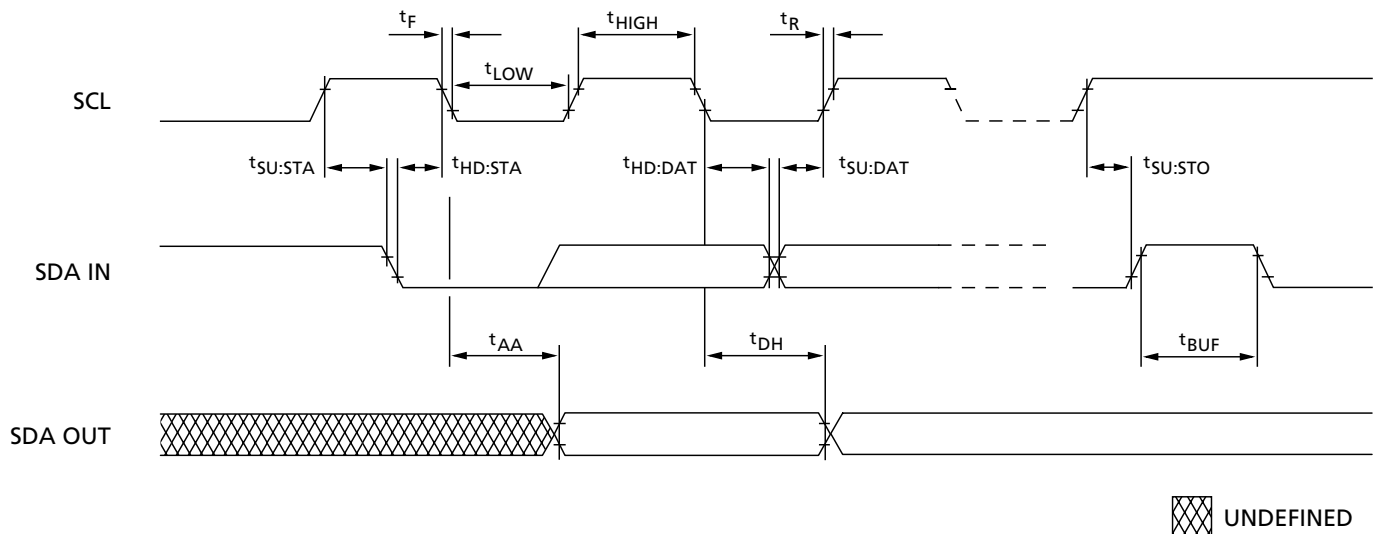 tF
tHIGH
tR
tLOW
SCL
tSU:STA
tHD:STA
tHD:DAT
tSU:DAT
tSU:STO
SDA IN
tAA
tDH
tBUF
SDA OUT
UNDEFINED